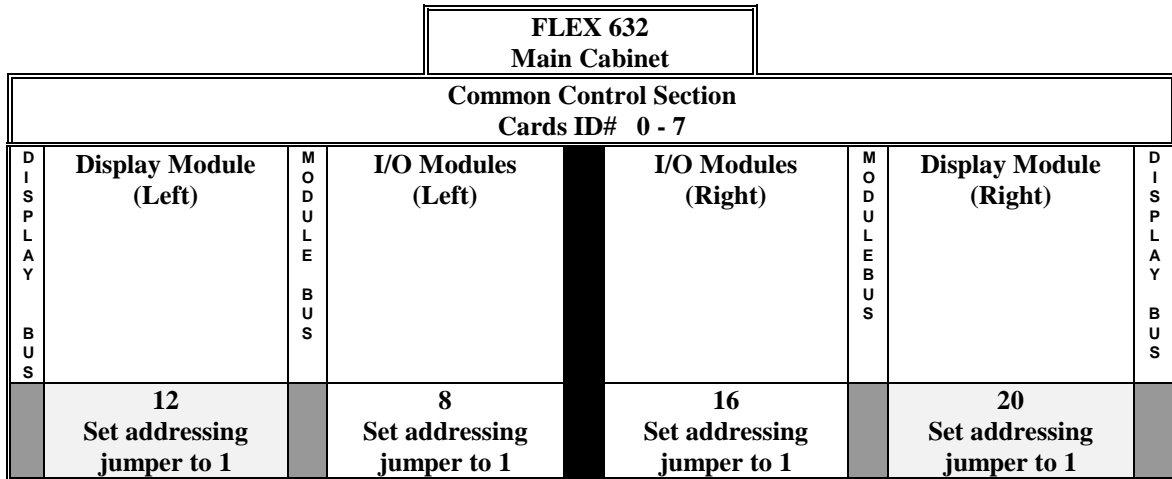 FLEX 632
Main Cabinet
Common Control Section
Cards ID# 0 - 7
DISPLAY BUS
Display Module
(Left)
MODULE BUS
I/O Modules
(Left)
I/O Modules
(Right)
MODULEBUS
Display Module
(Right)
DISPLAY BUS
12
Set addressing
jumper to 1
8
Set addressing
jumper to 1
16
Set addressing
jumper to 1
20
Set addressing
jumper to 1